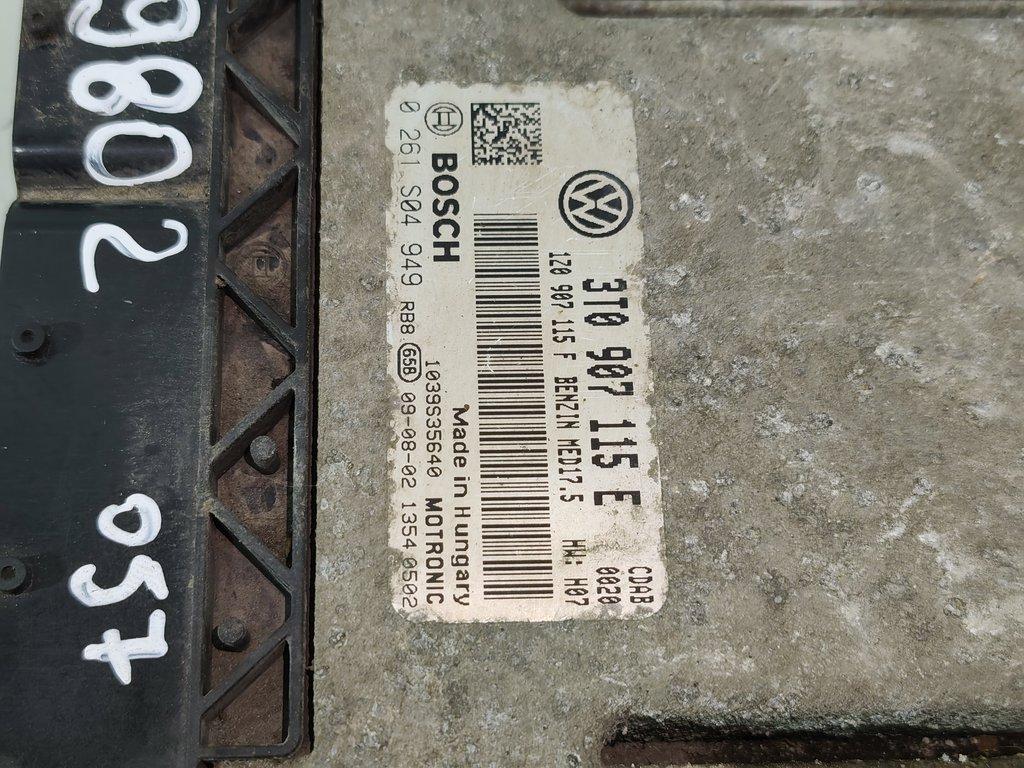 3T0 907 115 E
CDAB
0020
1Z0 907 115 F BENZIN MED17.5 HW: H07
BOSCH
Made in Hungary
1039S35640 MOTRONIC
0 261 S04 949 RB8 65B 09-08-02 1354 0502
9802
057